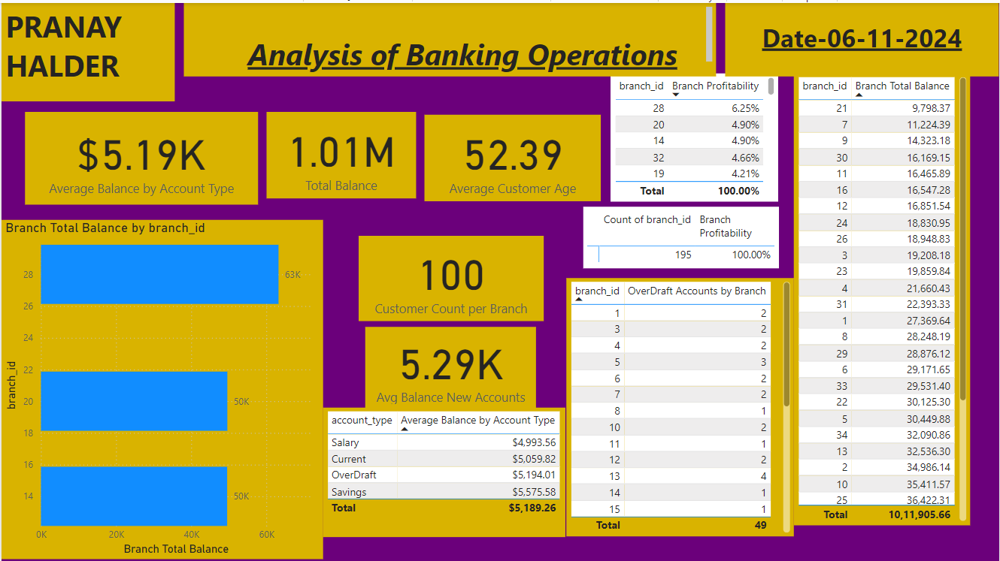 PRANAY
HALDER
Analysis of Banking Operations
Date-06-11-2024
$5.19K
Average Balance by Account Type
1.01M
Total Balance
52.39
Average Customer Age
branch_id Branch Profitability
28 6.25%
20 4.90%
14 4.90%
32 4.66%
19 4.21%
Total 100.00%
Count of branch_id Branch
Profitability
195 100.00%
branch_id Branch Total Balance
21 9,798.37
7 11,224.39
9 14,323.18
30 16,169.15
11 16,465.89
16 16,547.28
12 16,851.54
24 18,830.95
26 18,948.83
3 19,208.18
23 19,859.84
4 21,660.43
31 22,393.33
1 27,369.64
8 28,248.19
29 28,876.12
6 29,171.65
33 29,531.40
22 30,125.30
5 30,449.88
34 32,090.86
13 32,536.30
2 34,986.14
10 35,411.57
25 36,422.31
Total 10,11,905.66
Branch Total Balance by branch_id
branch_id
28 63K
26
24
22
20 50K
18
16
14 50K
0K 20K 40K 60K
Branch Total Balance
100
Customer Count per Branch
5.29K
Avg Balance New Accounts
account_type Average Balance by Account Type
Salary $4,993.56
Current $5,059.82
OverDraft $5,194.01
Savings $5,575.58
Total $5,189.26
branch_id OverDraft Accounts by Branch
1 2
3 2
4 2
5 3
6 2
7 2
8 1
10 2
11 1
12 2
13 4
14 1
15 1
Total 49